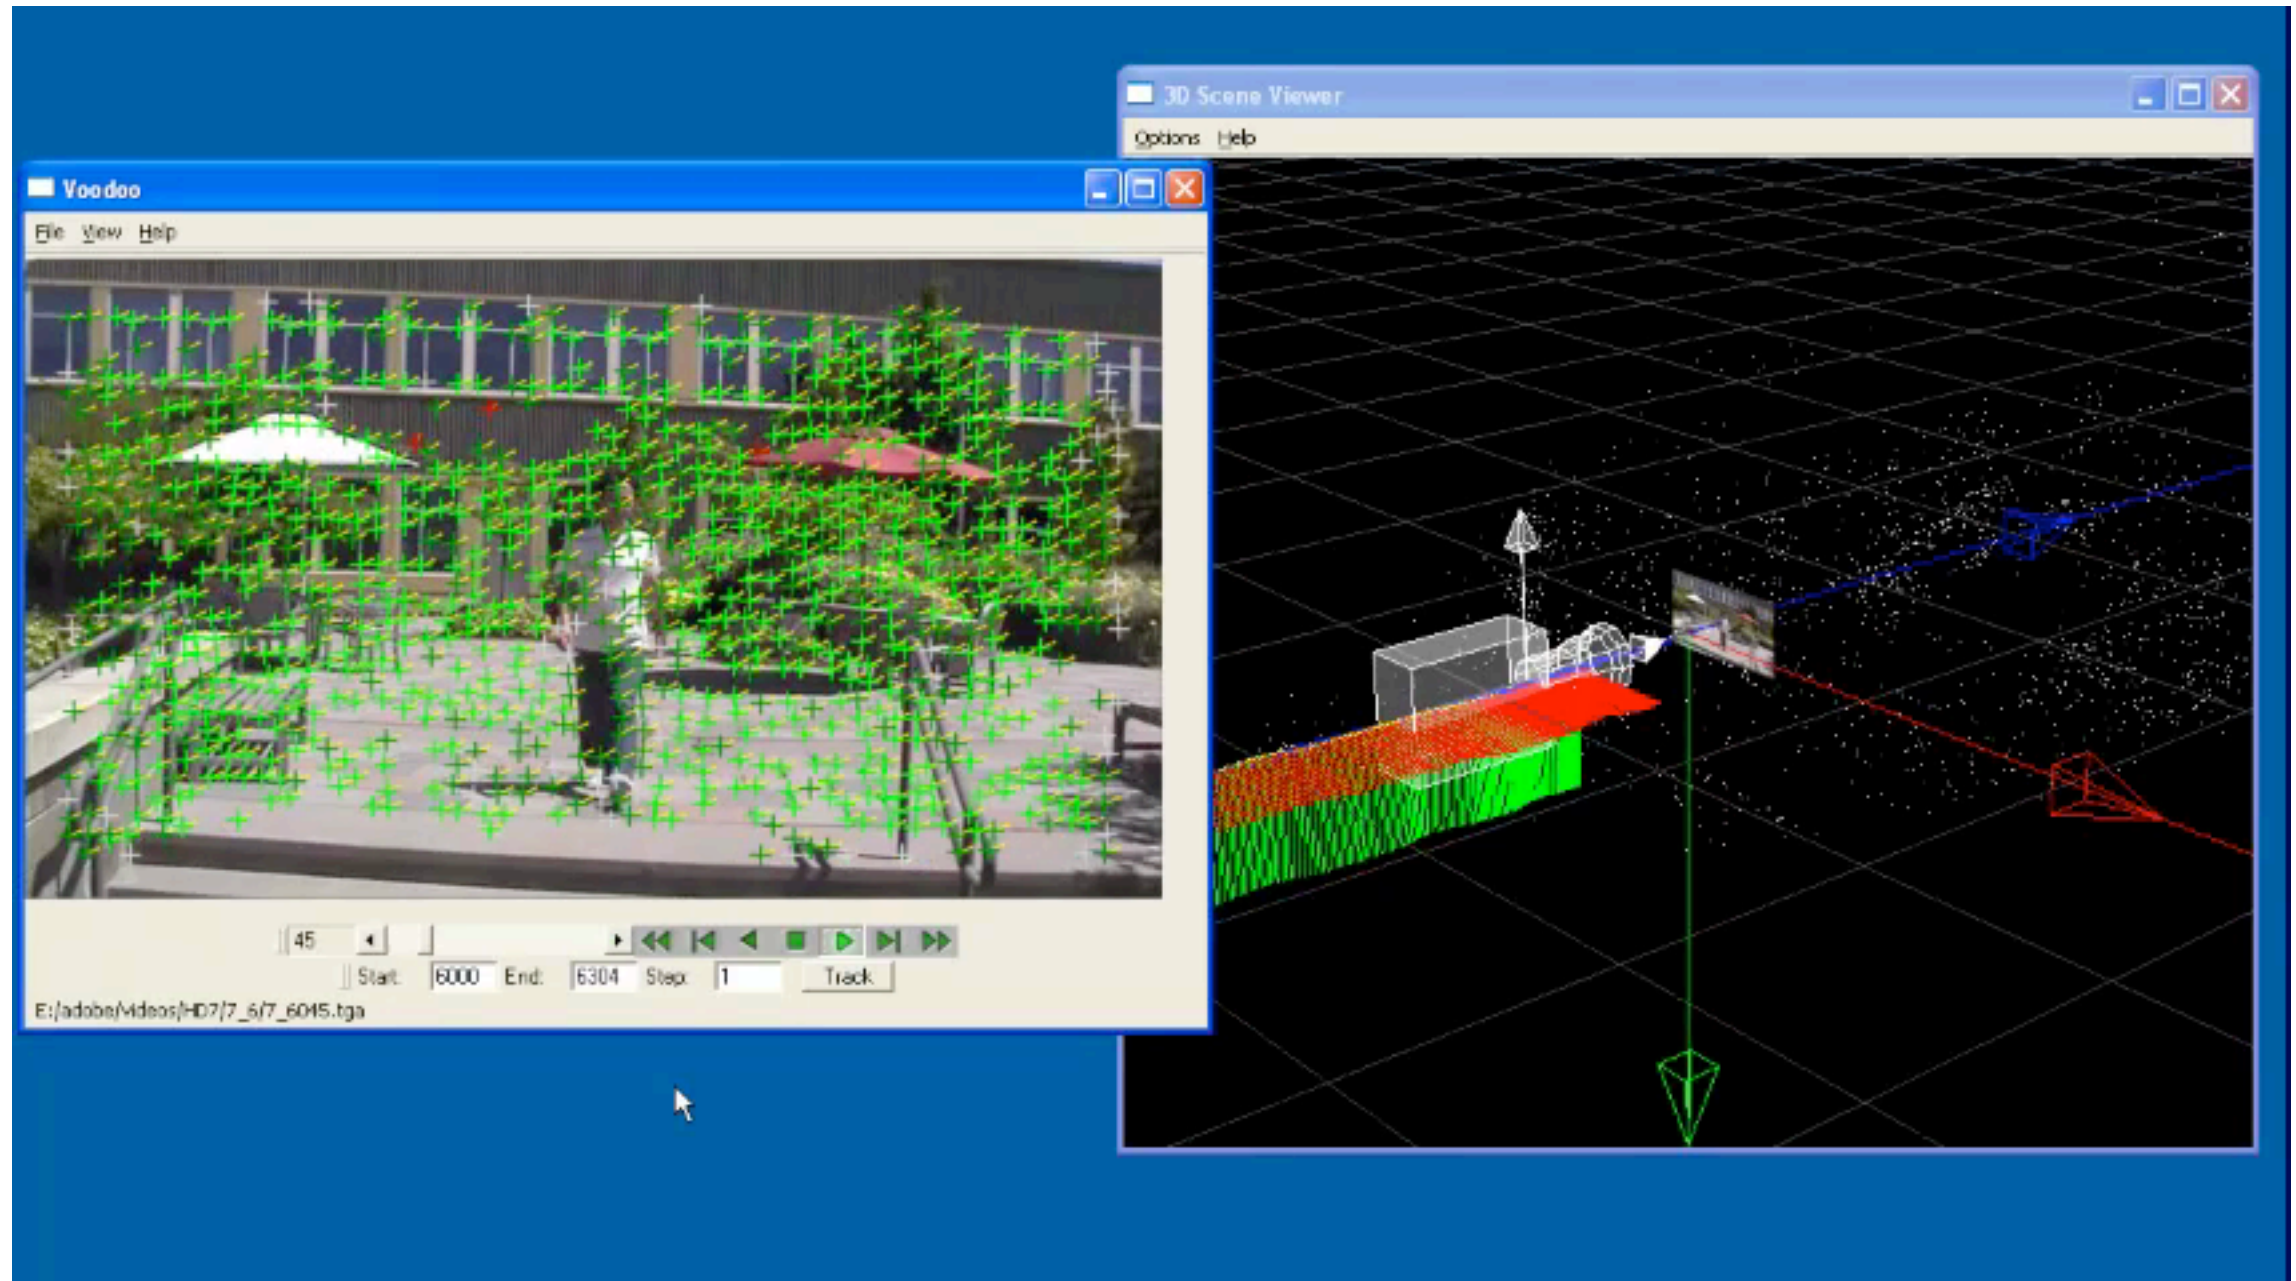 3D Scene Viewer
Options Help
Voodoo
File View Help
45
Start: 6000 End: 6304 Step: 1 Track
E:/adobe/videos/HD7/7_6/7_6045.tga